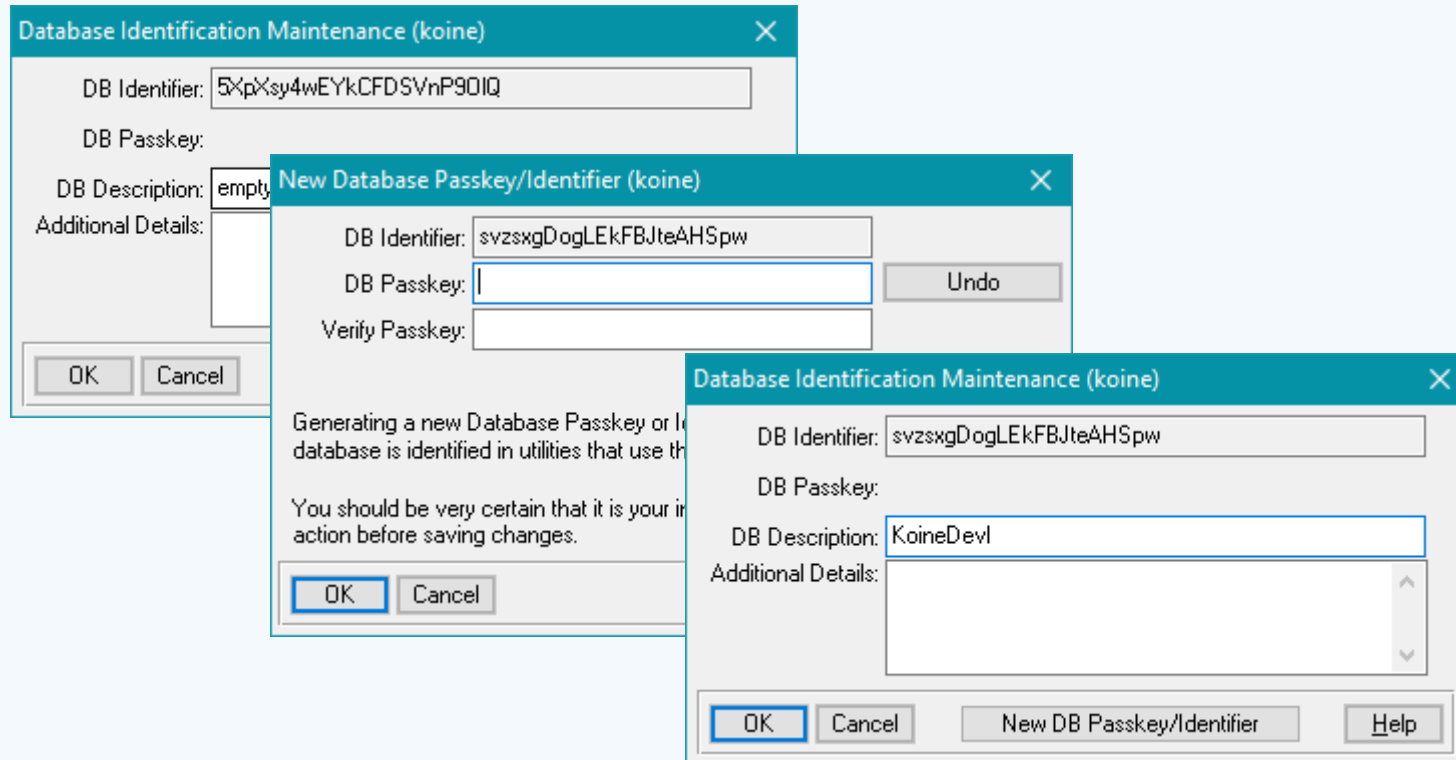 Database Identification Maintenance (koine)
DB Identifier: 5XpXsy4wEYkCFDSVnP9OIQ
DB Passkey:
DB Description: empty
Additional Details:
OK Cancel
New Database Passkey/Identifier (koine)
DB Identifier: svzsxgDogLEkFBJteAHSpw
DB Passkey:
Undo
Verify Passkey:
Generating a new Database Passkey or
database is identified in utilities that use
You should be very certain that it is your
action before saving changes.
OK Cancel
Database Identification Maintenance (koine)
DB Identifier: svzsxgDogLEkFBJteAHSpw
DB Passkey:
DB Description: KoineDevl
Additional Details:
OK Cancel New DB Passkey/Identifier Help